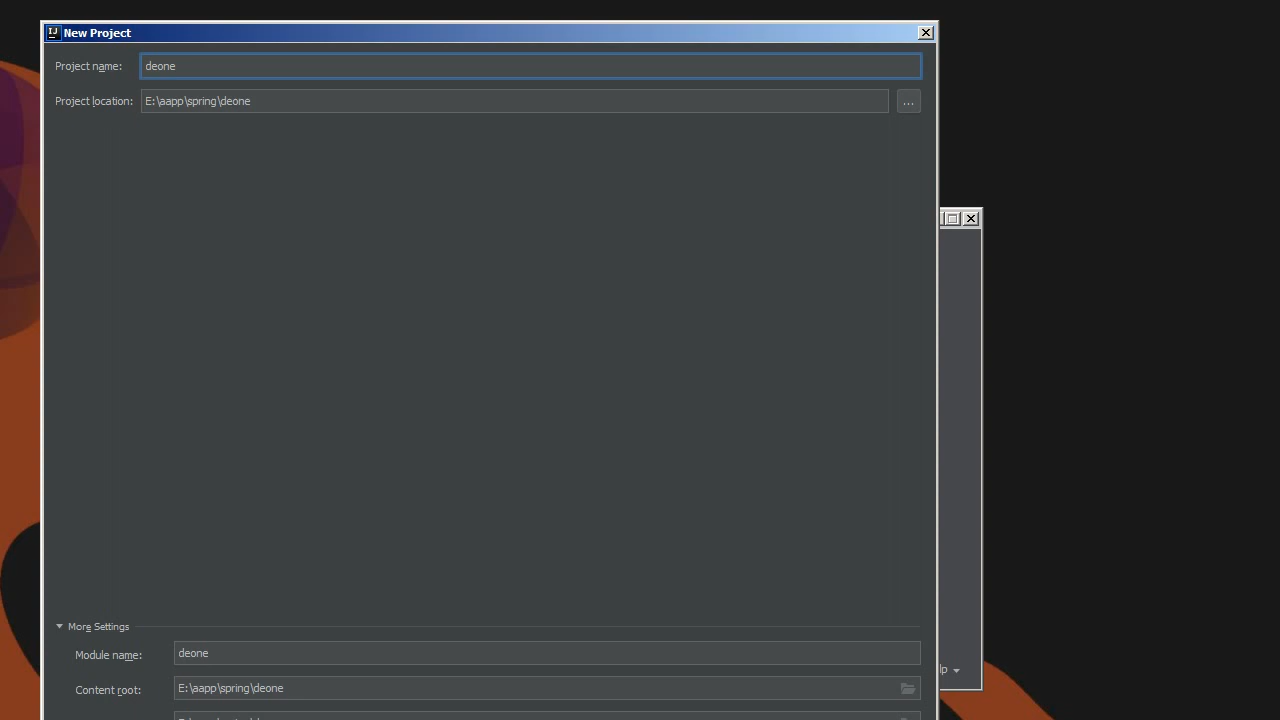 New Project
Project name: deone
Project location: E:\aapp\spring\deone ...
lp
More Settings
Module name: deone
Content root: E:\aapp\spring\deone